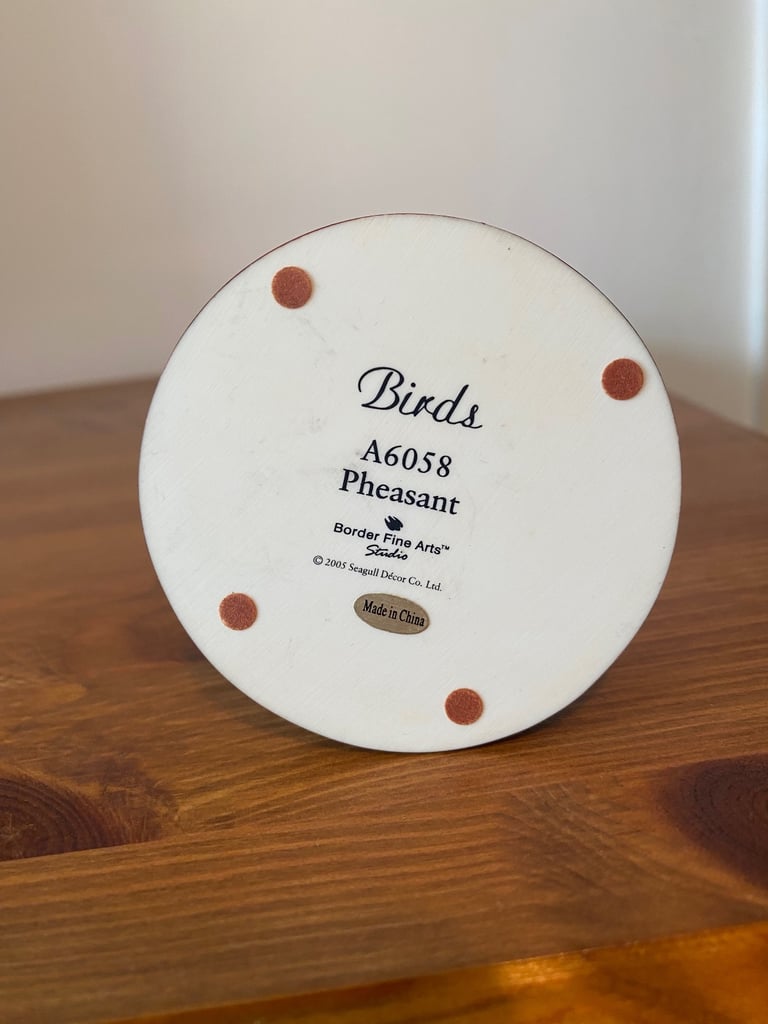 Birds
A6058
Pheasant
Border Fine Arts™
Studio
© 2005 Seagull Décor Co. Ltd.
Made in China